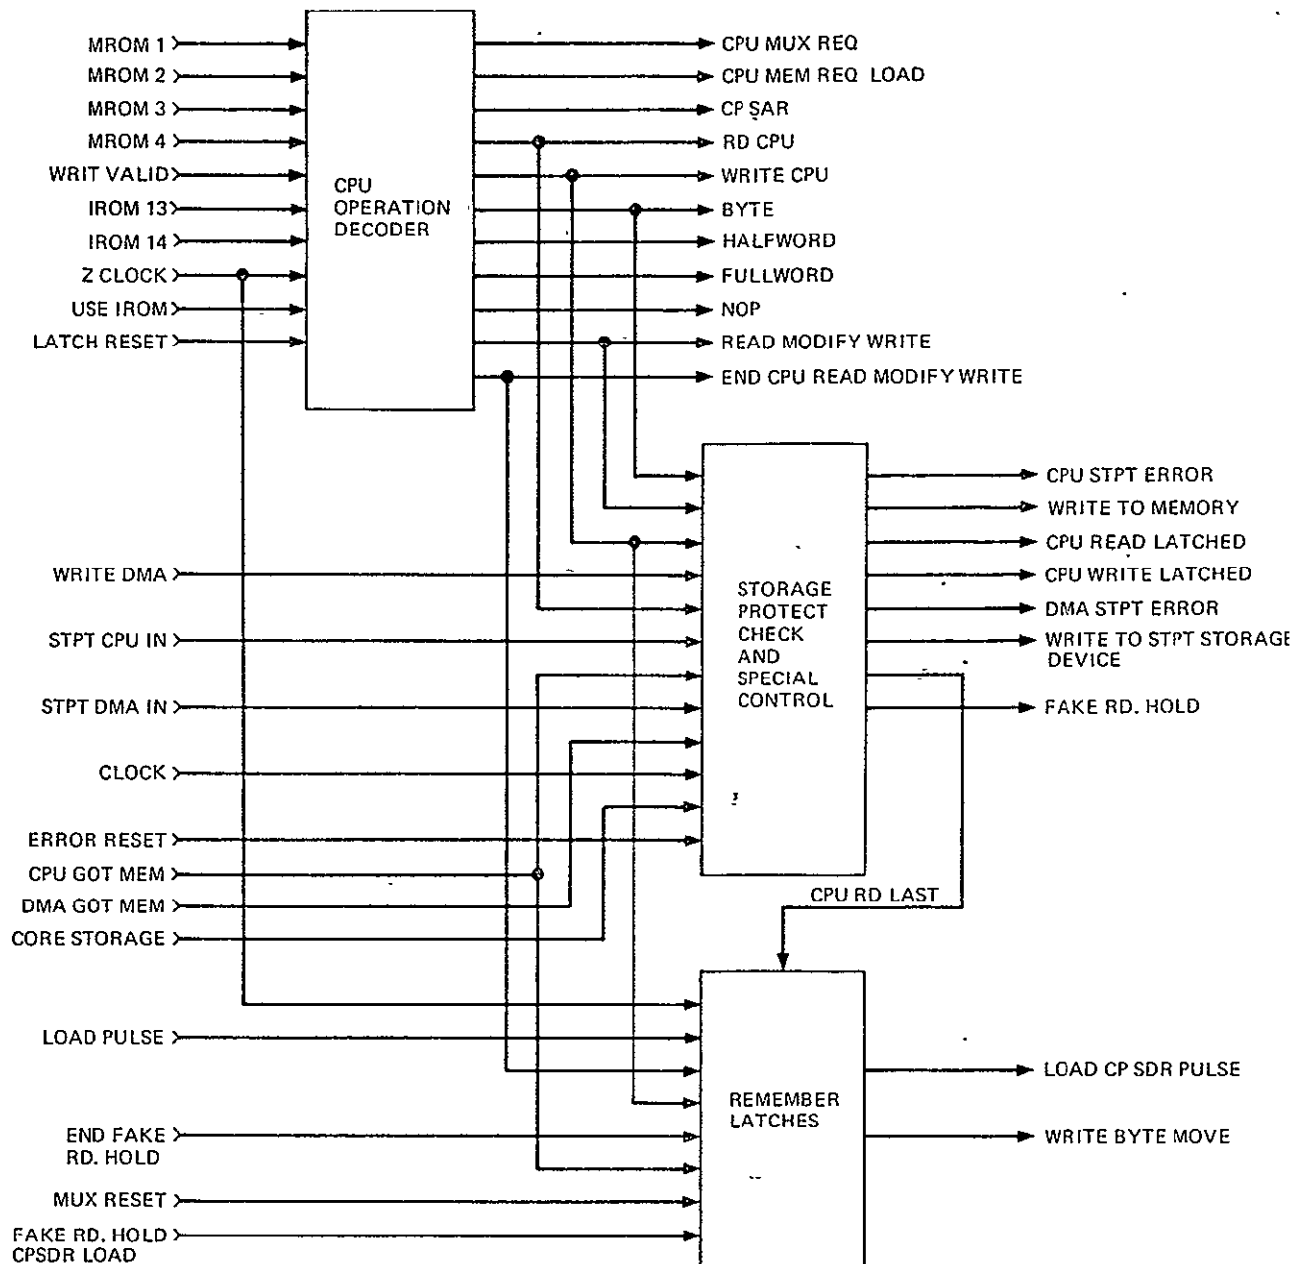 MROM 1
MROM 2
MROM 3
MROM 4
WRIT VALID
IROM 13
IROM 14
Z CLOCK
USE IROM
LATCH RESET
CPU
OPERATION
DECODER
CPU MUX REQ
CPU MEM REQ LOAD
CP SAR
RD CPU
WRITE CPU
BYTE
HALFWORD
FULLWORD
NOP
READ MODIFY WRITE
END CPU READ MODIFY WRITE
WRITE DMA
STPT CPU IN
STPT DMA IN
CLOCK
ERROR RESET
CPU GOT MEM
DMA GOT MEM
CORE STORAGE
STORAGE
PROTECT
CHECK
AND
SPECIAL
CONTROL
CPU STPT ERROR
WRITE TO MEMORY
CPU READ LATCHED
CPU WRITE LATCHED
DMA STPT ERROR
WRITE TO STPT STORAGE
DEVICE
FAKE RD. HOLD
CPU RD LAST
LOAD PULSE
END FAKE
RD. HOLD
MUX RESET
FAKE RD. HOLD
CPSDR LOAD
REMEMBER
LATCHES
LOAD CP SDR PULSE
WRITE BYTE MOVE